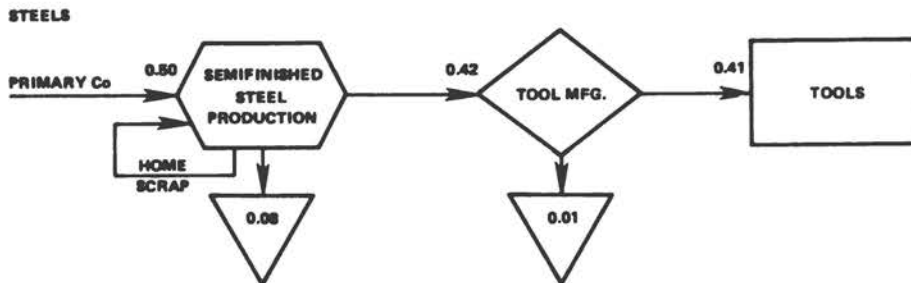 STEELS
PRIMARY Co
0.50
SEMIFINISHED
STEEL
PRODUCTION
0.42
TOOL MFG.
0.41
TOOLS
HOME
SCRAP
0.08
0.01